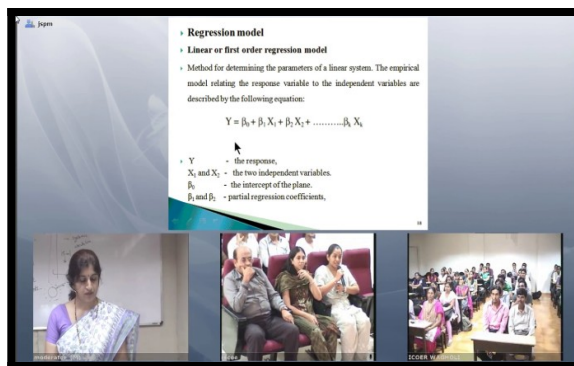 jspm
Regression model
Linear or first order regression model
Method for determining the parameters of a linear system. The empirical
model relating the response variable to the independent variables are
described by the following equation:
Y = β₀ + β₁ X₁ + β₂ X₂ + ………..βₖ Xₖ
Y - the response,
X₁ and X₂ - the two independent variables.
β₀ - the intercept of the plane.
β₁ and β₂ - partial regression coefficients,
moderator
ICOER